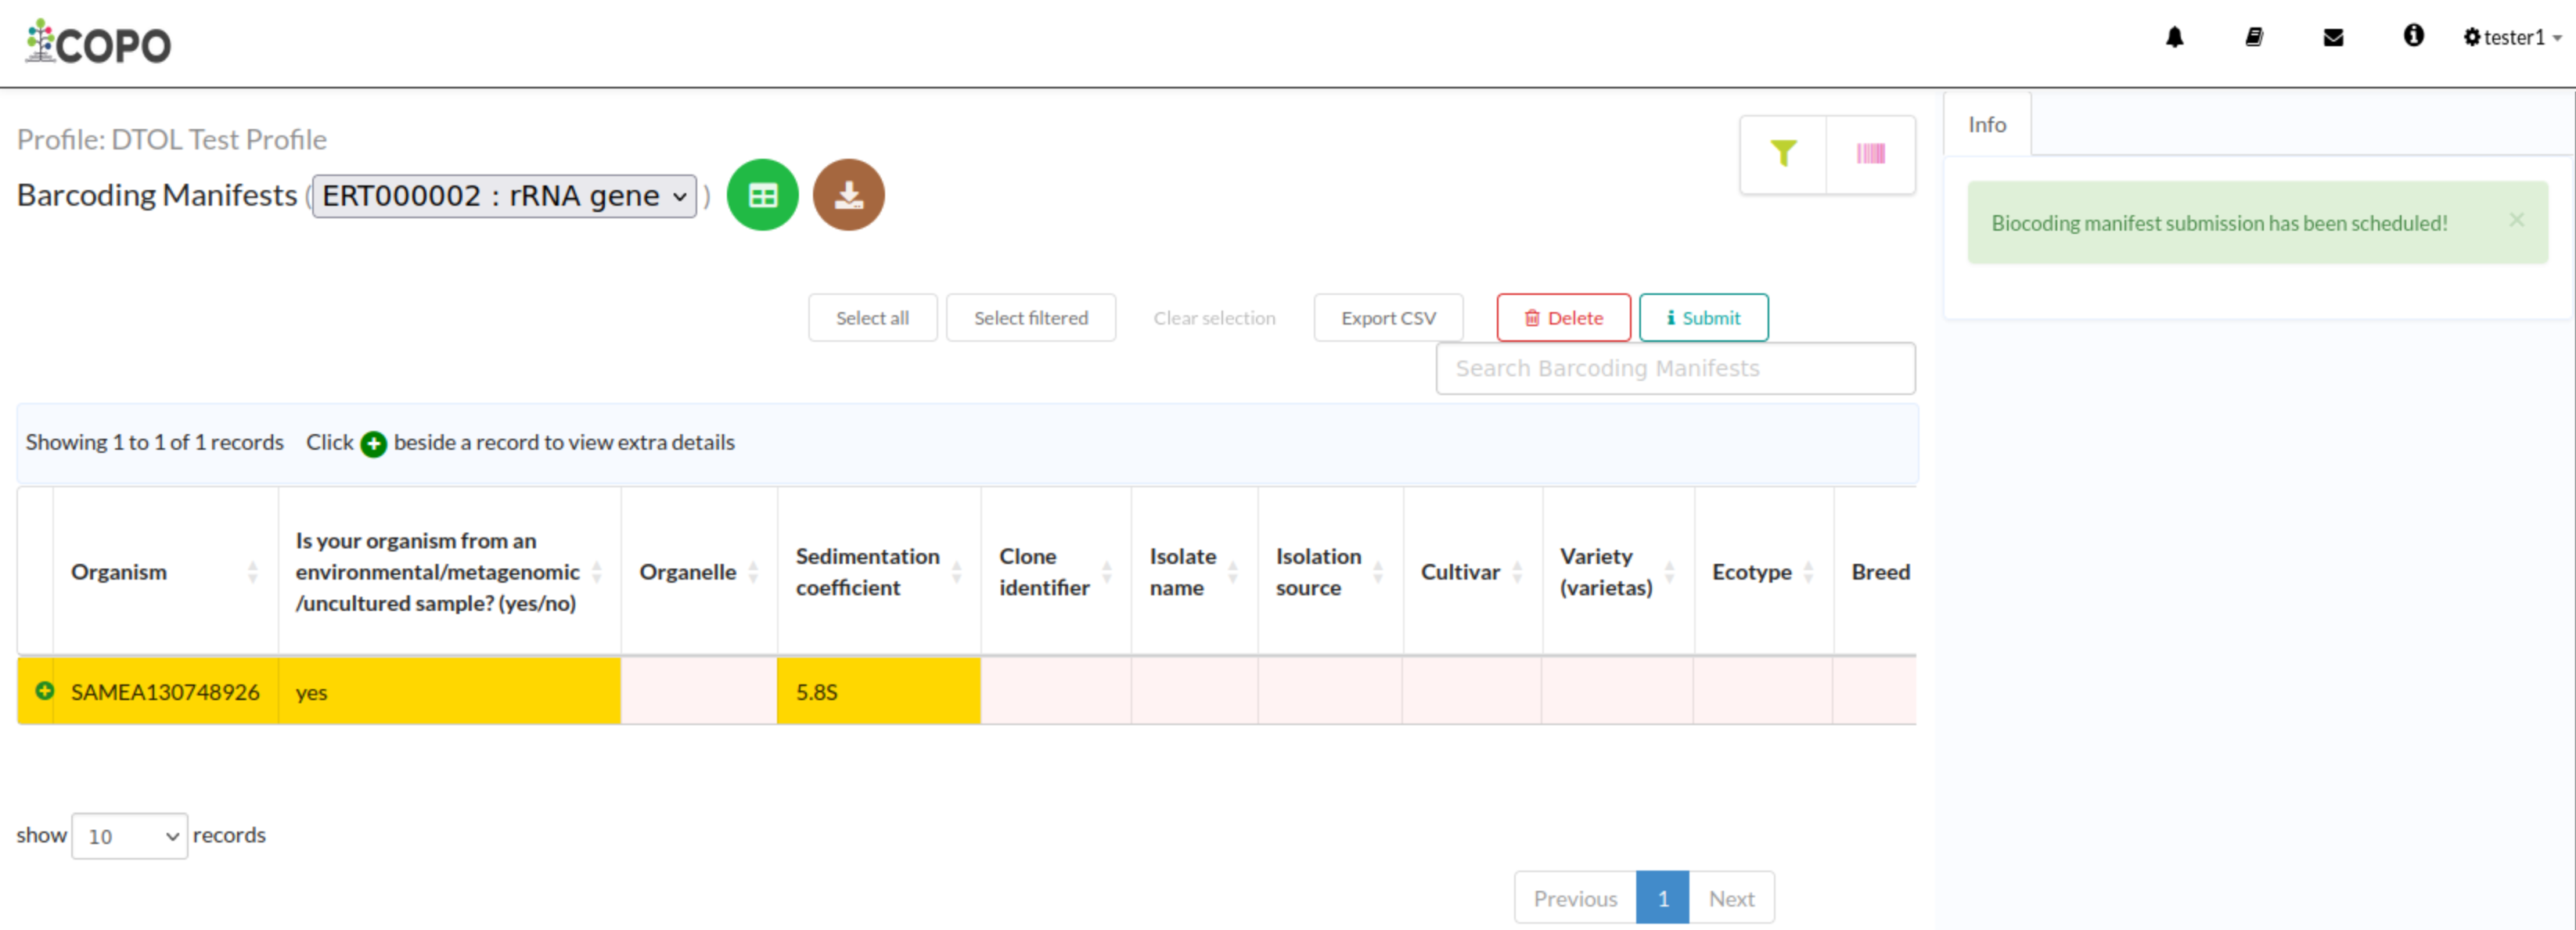 COPO
tester1
Profile: DTOL Test Profile
Barcoding Manifests ( ERT000002 : rRNA gene )
Info
Biocoding manifest submission has been scheduled! ×
Select all Select filtered Clear selection Export CSV Delete Submit
Search Barcoding Manifests
Showing 1 to 1 of 1 records Click beside a record to view extra details
Organism
Is your organism from an
environmental/metagenomic
/uncultured sample? (yes/no)
Organelle
Sedimentation
coefficient
Clone
identifier
Isolate
name
Isolation
source
Cultivar
Variety
(varietas)
Ecotype
Breed
SAMEA130748926 yes 5.8S
show 10 records
Previous 1 Next